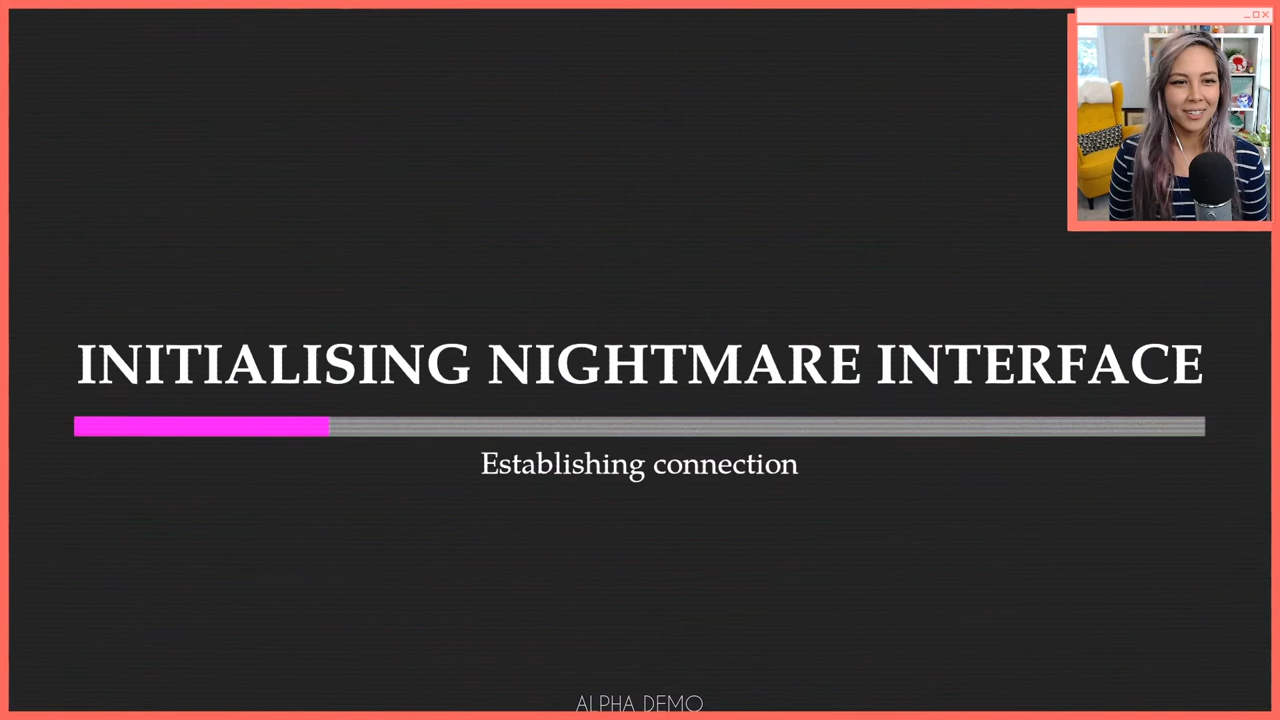 INITIALISING NIGHTMARE INTERFACE
Establishing connection
ALPHA DEMO